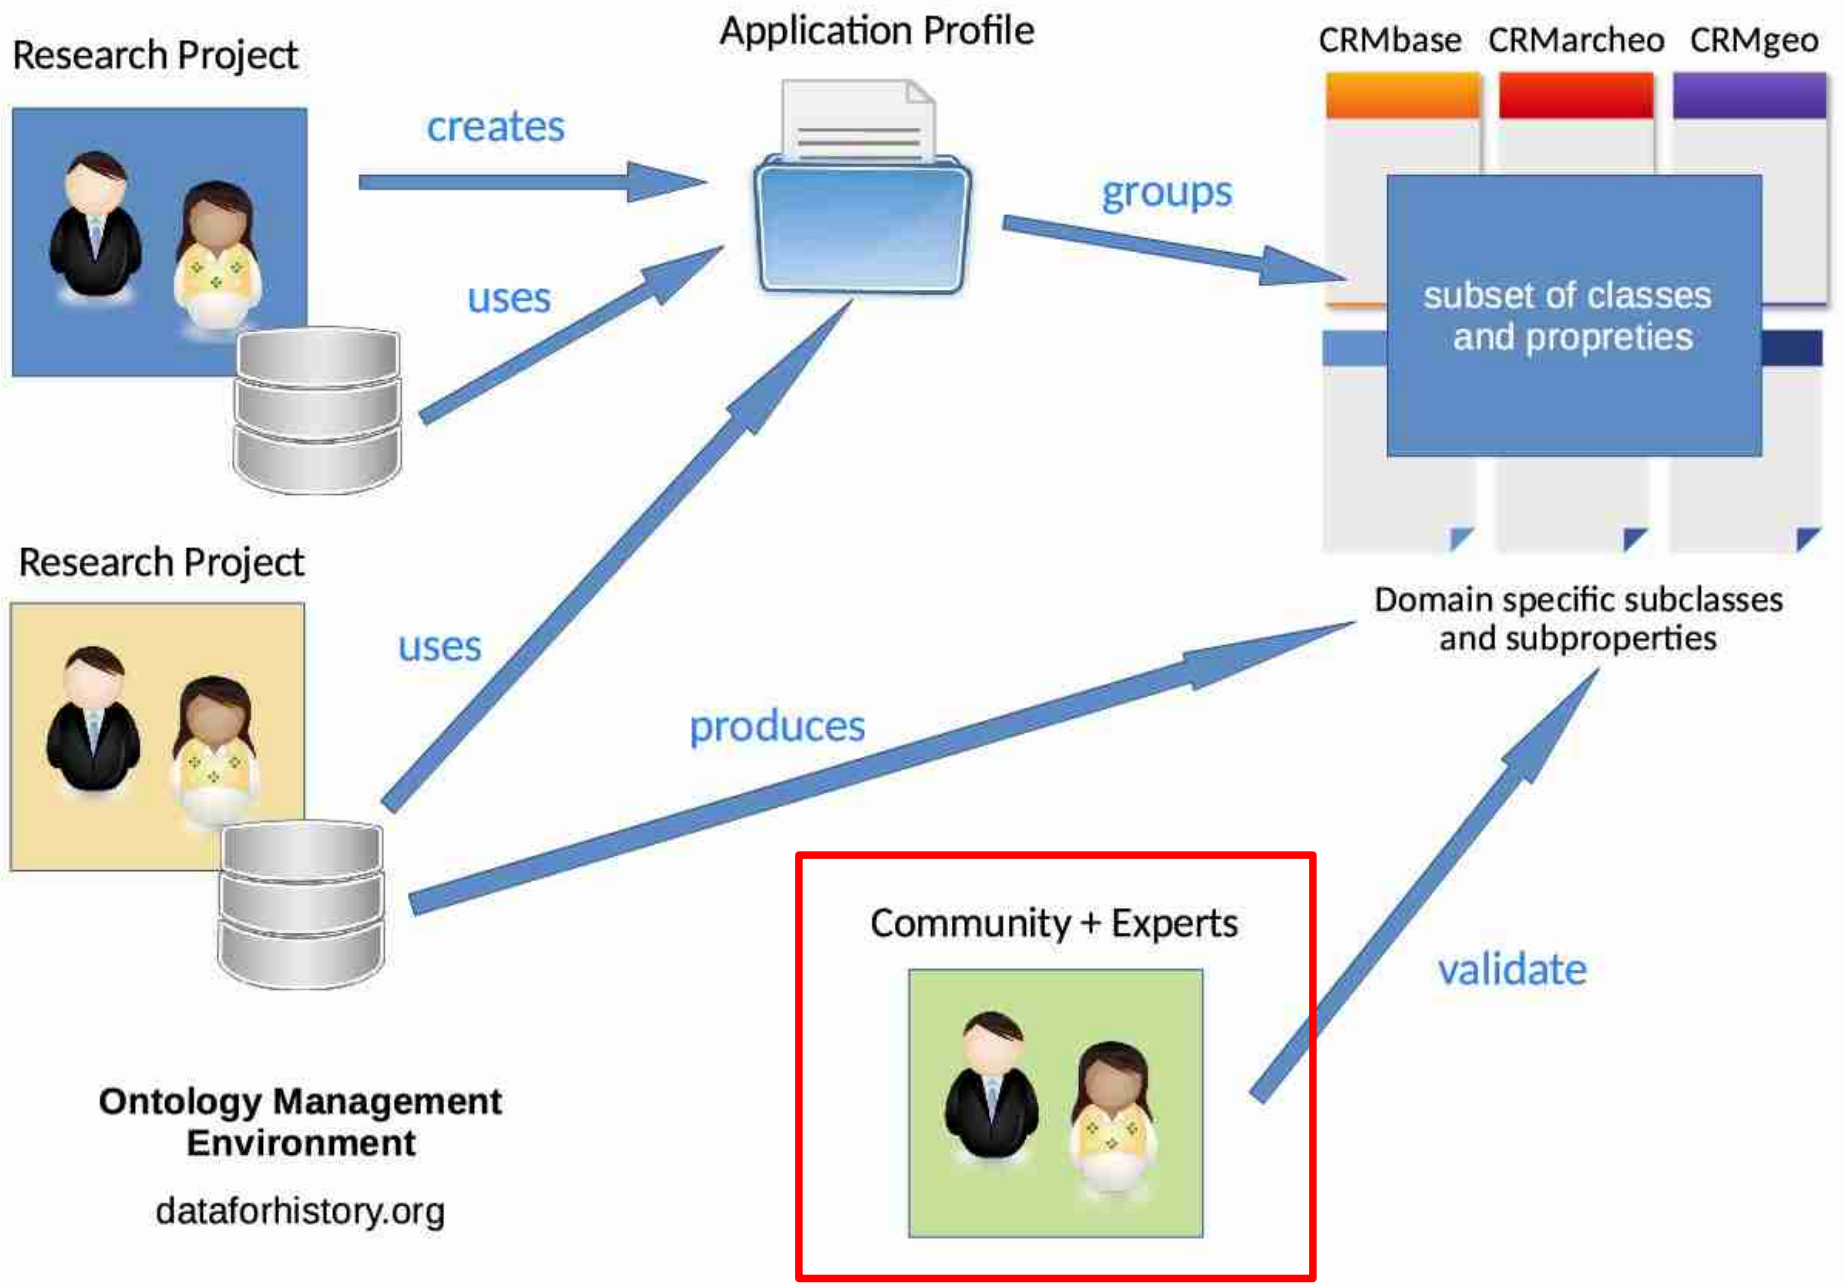 Research Project
Application Profile
CRMbase CRMarcheo CRMgeo
creates
groups
uses
subset of classes
and propreties
Research Project
Domain specific subclasses
and subproperties
uses
produces
Community + Experts
validate
Ontology Management
Environment
dataforhistory.org